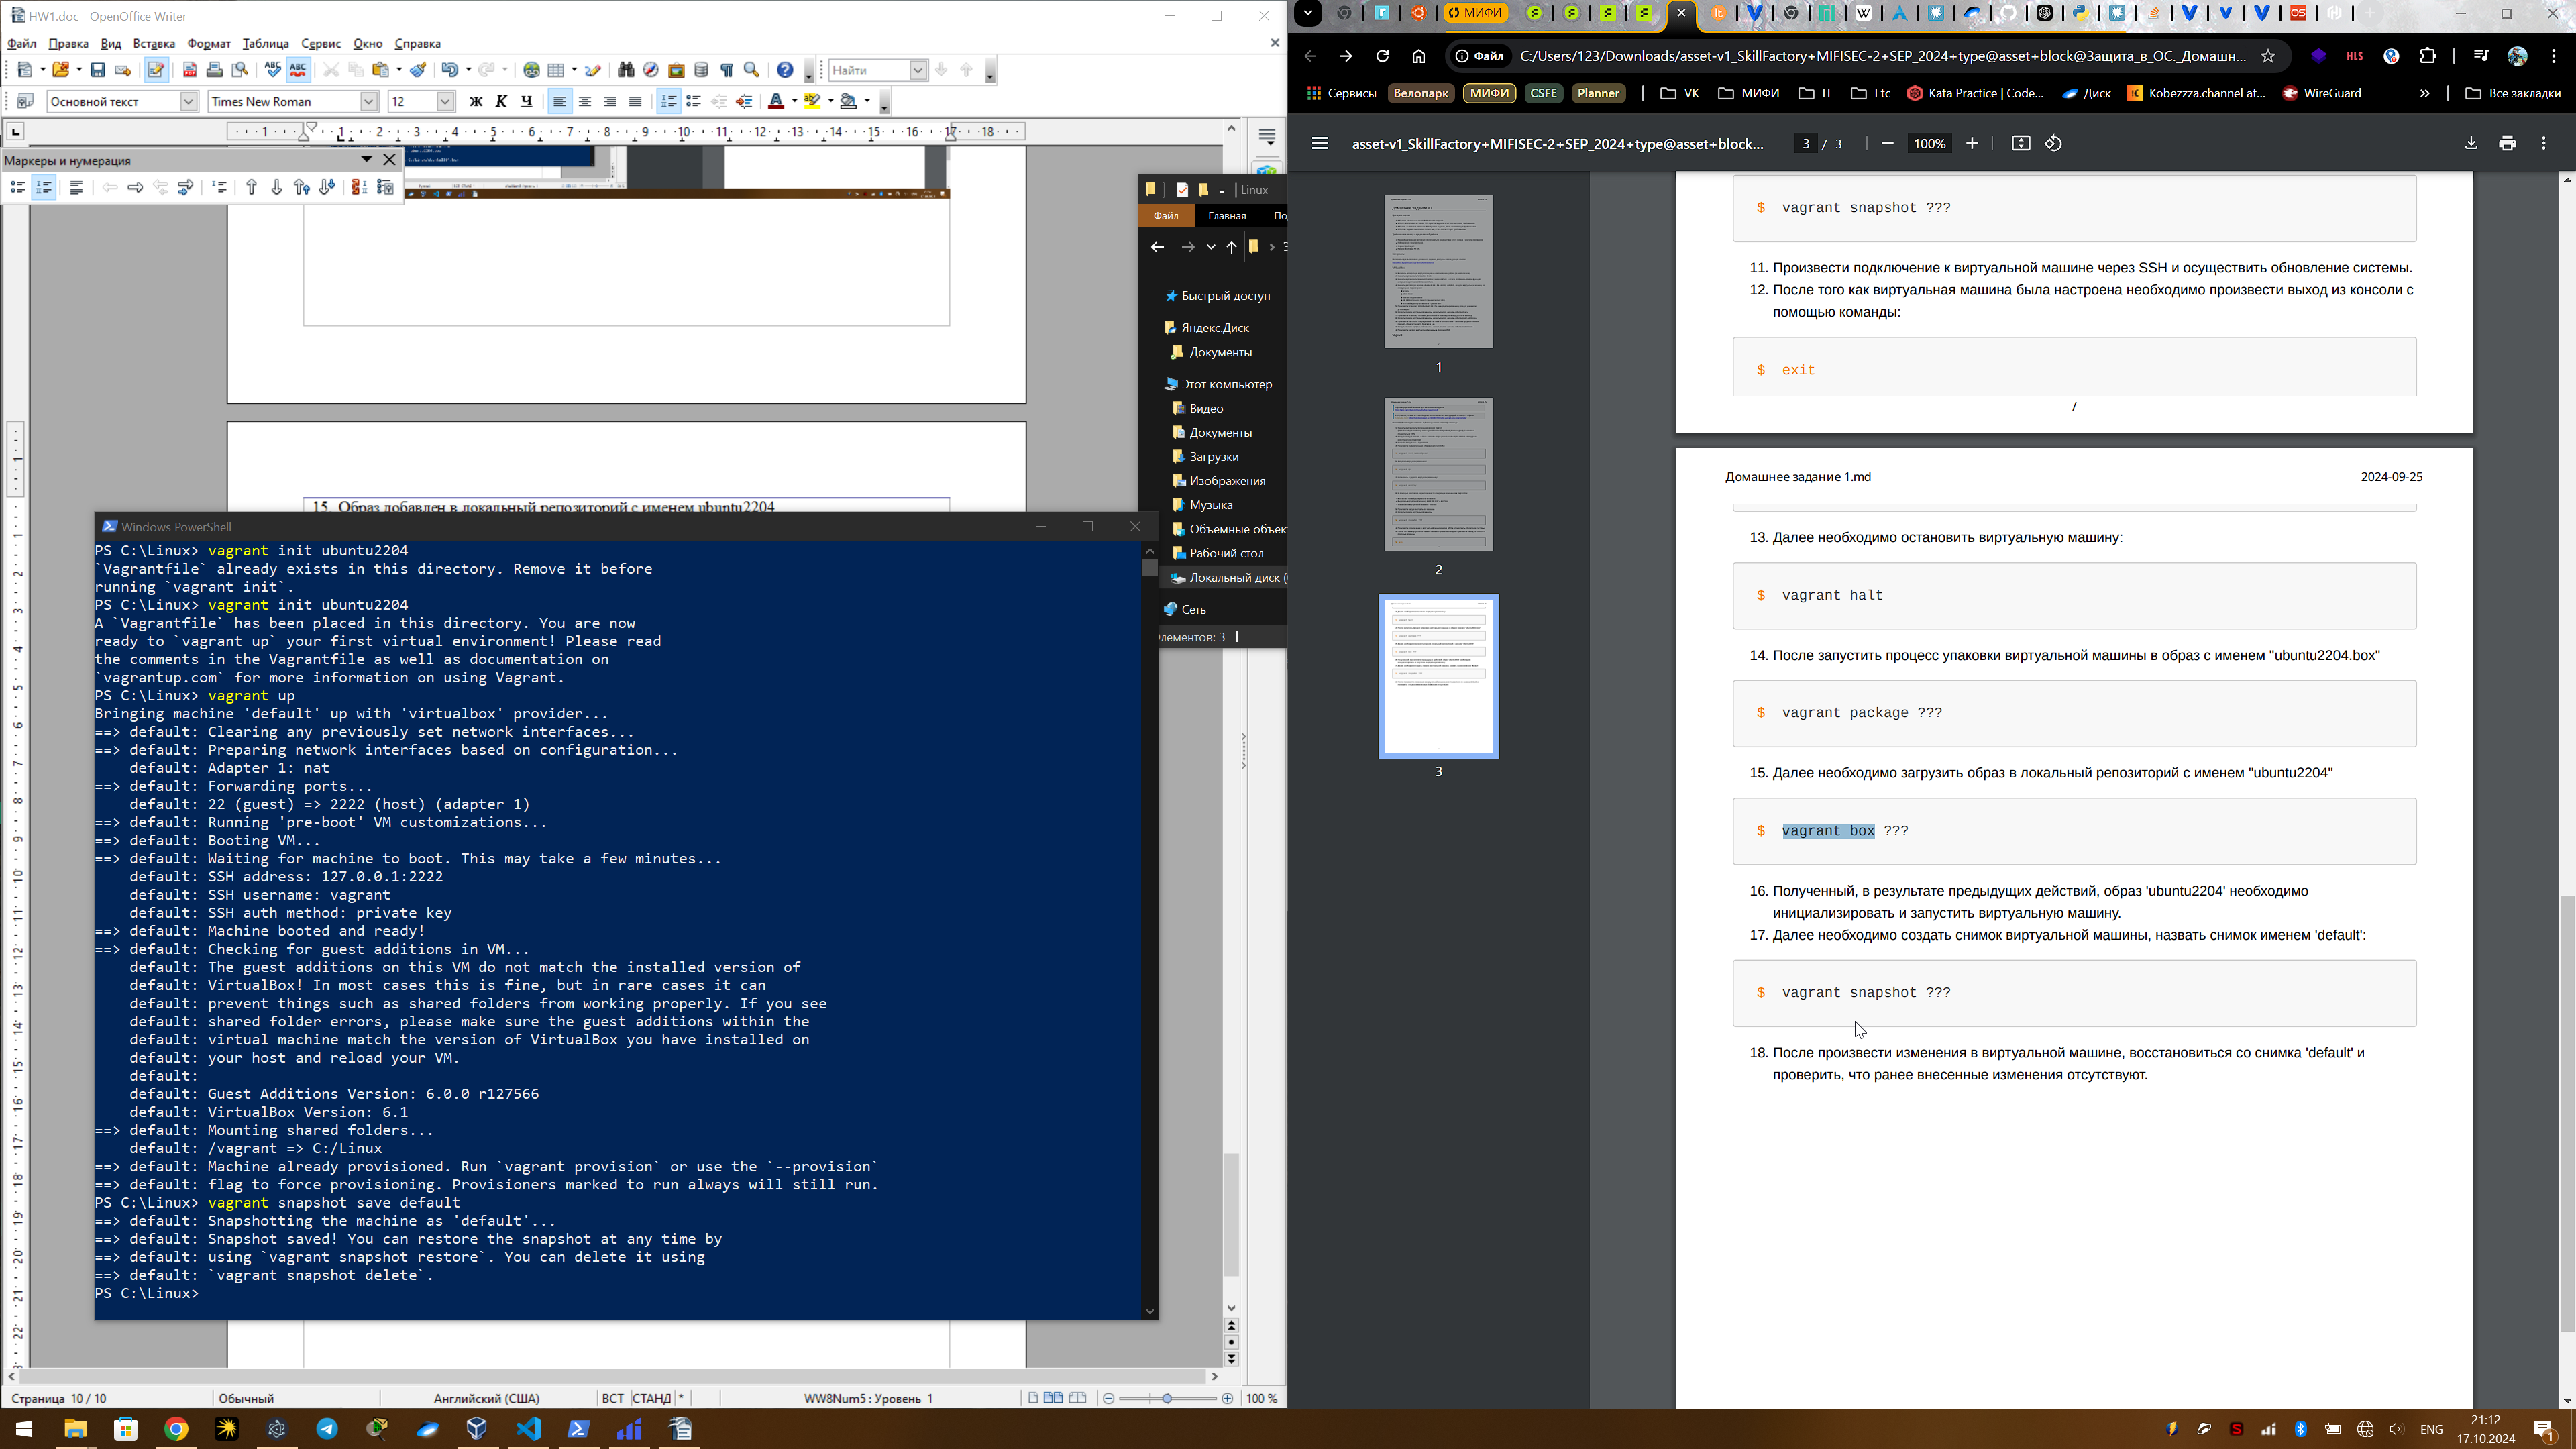 HW1.doc - OpenOffice Writer
Файл Правка Вид Вставка Формат Таблица Сервис Окно Справка
Найти
Основной текст Times New Roman 12 Ж К Ч
Маркеры и нумерация
15. Образ добавлен в локальный репозиторий с именем ubuntu2204
Windows PowerShell
PS C:\Linux> vagrant init ubuntu2204
`Vagrantfile` already exists in this directory. Remove it before
running `vagrant init`.
PS C:\Linux> vagrant init ubuntu2204
A `Vagrantfile` has been placed in this directory. You are now
ready to `vagrant up` your first virtual environment! Please read
the comments in the Vagrantfile as well as documentation on
`vagrantup.com` for more information on using Vagrant.
PS C:\Linux> vagrant up
Bringing machine 'default' up with 'virtualbox' provider...
==> default: Clearing any previously set network interfaces...
==> default: Preparing network interfaces based on configuration...
default: Adapter 1: nat
==> default: Forwarding ports...
default: 22 (guest) => 2222 (host) (adapter 1)
==> default: Running 'pre-boot' VM customizations...
==> default: Booting VM...
==> default: Waiting for machine to boot. This may take a few minutes...
default: SSH address: 127.0.0.1:2222
default: SSH username: vagrant
default: SSH auth method: private key
==> default: Machine booted and ready!
==> default: Checking for guest additions in VM...
default: The guest additions on this VM do not match the installed version of
default: VirtualBox! In most cases this is fine, but in rare cases it can
default: prevent things such as shared folders from working properly. If you see
default: shared folder errors, please make sure the guest additions within the
default: virtual machine match the version of VirtualBox you have installed on
default: your host and reload your VM.
default:
default: Guest Additions Version: 6.0.0 r127566
default: VirtualBox Version: 6.1
==> default: Mounting shared folders...
default: /vagrant => C:/Linux
==> default: Machine already provisioned. Run `vagrant provision` or use the `--provision`
==> default: flag to force provisioning. Provisioners marked to run always will still run.
PS C:\Linux> vagrant snapshot save default
==> default: Snapshotting the machine as 'default'...
==> default: Snapshot saved! You can restore the snapshot at any time by
==> default: using `vagrant snapshot restore`. You can delete it using
==> default: `vagrant snapshot delete`.
PS C:\Linux>
Страница 10 / 10 Обычный Английский (США) ВСТ СТАНД * WW8Num5 : Уровень 1 100 %
Linux
Файл Главная По
Быстрый доступ
Яндекс.Диск
Документы
Этот компьютер
Видео
Документы
Загрузки
Изображения
Музыка
Объемные объект
Рабочий стол
Локальный диск (
Сеть
Элементов: 3
МИФИ
Файл C:/Users/123/Downloads/asset-v1_SkillFactory+MIFISEC-2+SEP_2024+type@asset+block@Защита_в_ОС._Домашн...
Сервисы Велопарк МИФИ CSFE Planner VK МИФИ IT Etc Kata Practice | Code... Диск Kobezzza.channel at... WireGuard » Все закладки
asset-v1_SkillFactory+MIFISEC-2+SEP_2024+type@asset+block... 3 / 3 100%
1
2
3
$ vagrant snapshot ???
11. Произвести подключение к виртуальной машине через SSH и осуществить обновление системы.
12. После того как виртуальная машина была настроена необходимо произвести выход из консоли с
помощью команды:
$ exit
/
Домашнее задание 1.md 2024-09-25
13. Далее необходимо остановить виртуальную машину:
$ vagrant halt
14. После запустить процесс упаковки виртуальной машины в образ с именем "ubuntu2204.box"
$ vagrant package ???
15. Далее необходимо загрузить образ в локальный репозиторий с именем "ubuntu2204"
$ vagrant box ???
16. Полученный, в результате предыдущих действий, образ 'ubuntu2204' необходимо
инициализировать и запустить виртуальную машину.
17. Далее необходимо создать снимок виртуальной машины, назвать снимок именем 'default':
$ vagrant snapshot ???
18. После произвести изменения в виртуальной машине, восстановиться со снимка 'default' и
проверить, что ранее внесенные изменения отсутствуют.
ENG 21:12
17.10.2024